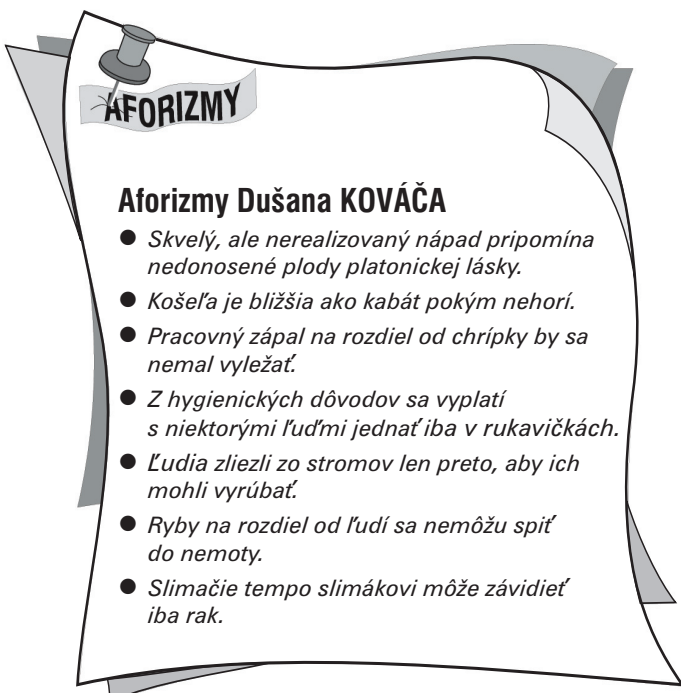 AFORIZMY
Aforizmy Dušana KOVÁČA
● Skvelý, ale nerealizovaný nápad pripomína
nedonosené plody platonickej lásky.
● Košeľa je bližšia ako kabát pokým nehorí.
● Pracovný zápal na rozdiel od chrípky by sa
nemal vyležať.
● Z hygienických dôvodov sa vyplatí
s niektorými ľuďmi jednať iba v rukavičkách.
● Ľudia zliezli zo stromov len preto, aby ich
mohli vyrúbať.
● Ryby na rozdiel od ľudí sa nemôžu spiť
do nemoty.
● Slimačie tempo slimákovi môže závidieť
iba rak.